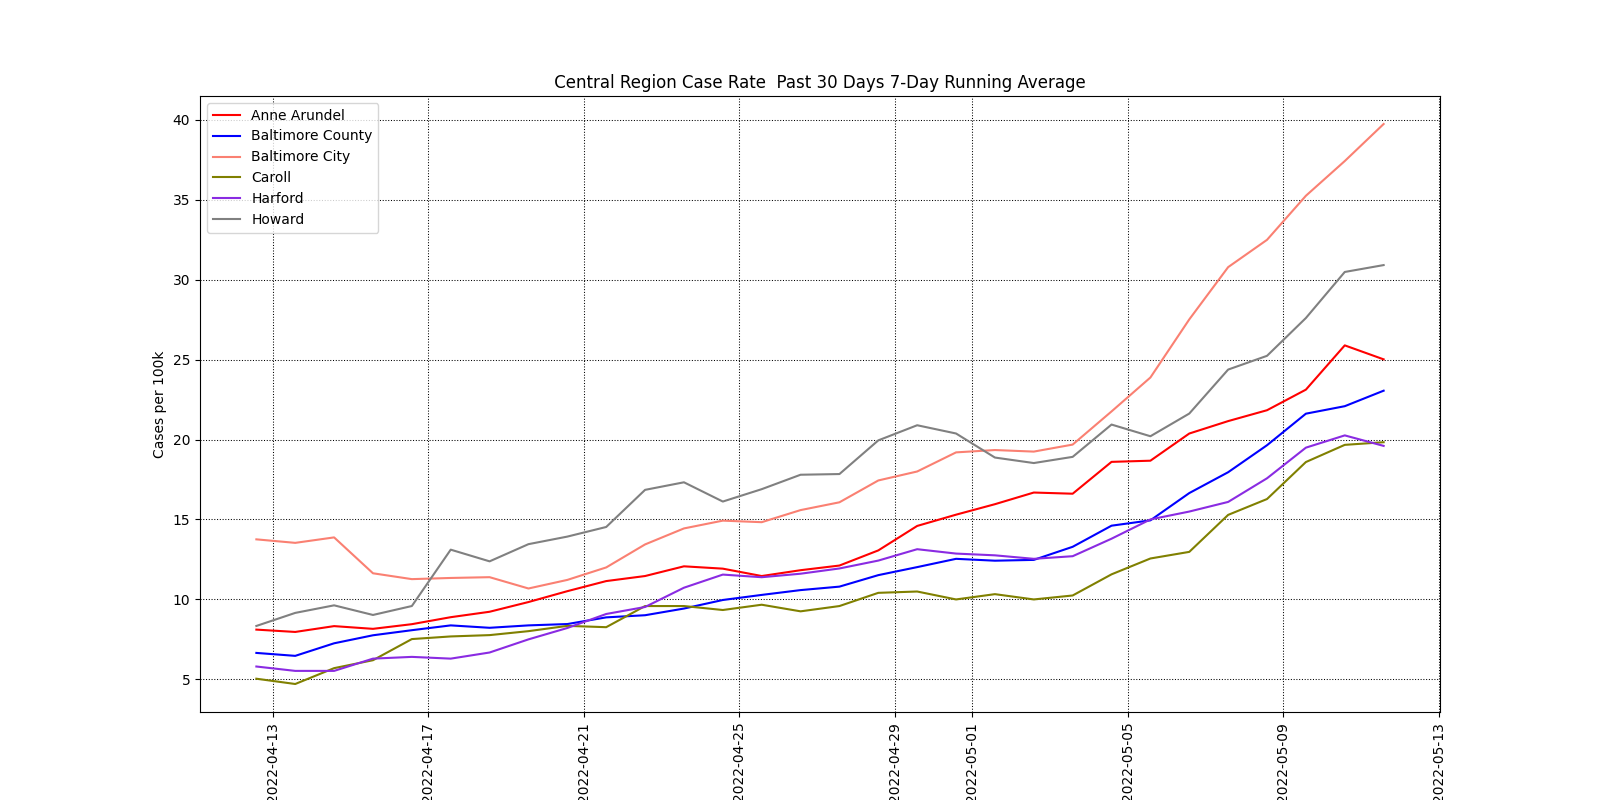 Central Region Case Rate  Past 30 Days 7-Day Running Average
Anne Arundel
Baltimore County
Baltimore City
Caroll
Harford
Howard
Cases per 100k
40
35
30
25
20
15
10
5
2022-04-13
2022-04-17
2022-04-21
2022-04-25
2022-04-29
2022-05-01
2022-05-05
2022-05-09
2022-05-13